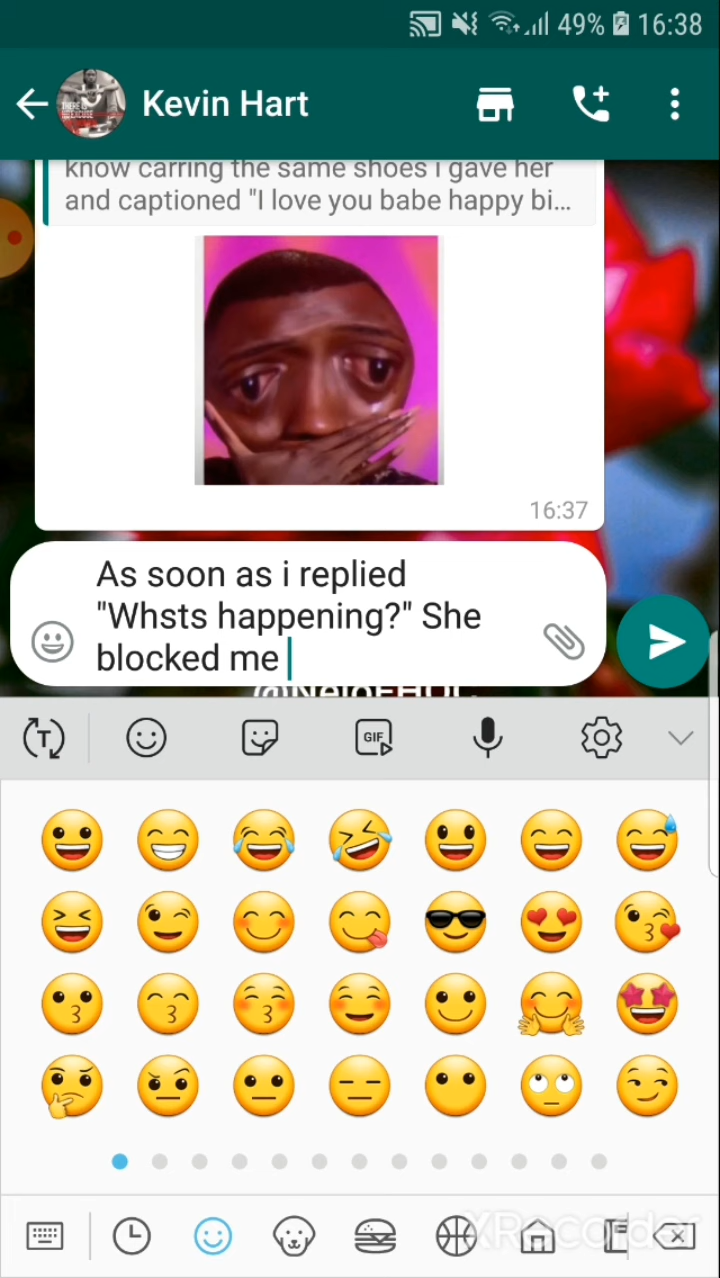 49% 16:38
Kevin Hart
know carring the same shoes i gave her
and captioned "I love you babe happy bi...
16:37
As soon as i replied
"Whsts happening?" She
blocked me
T
GIF
XRecorder